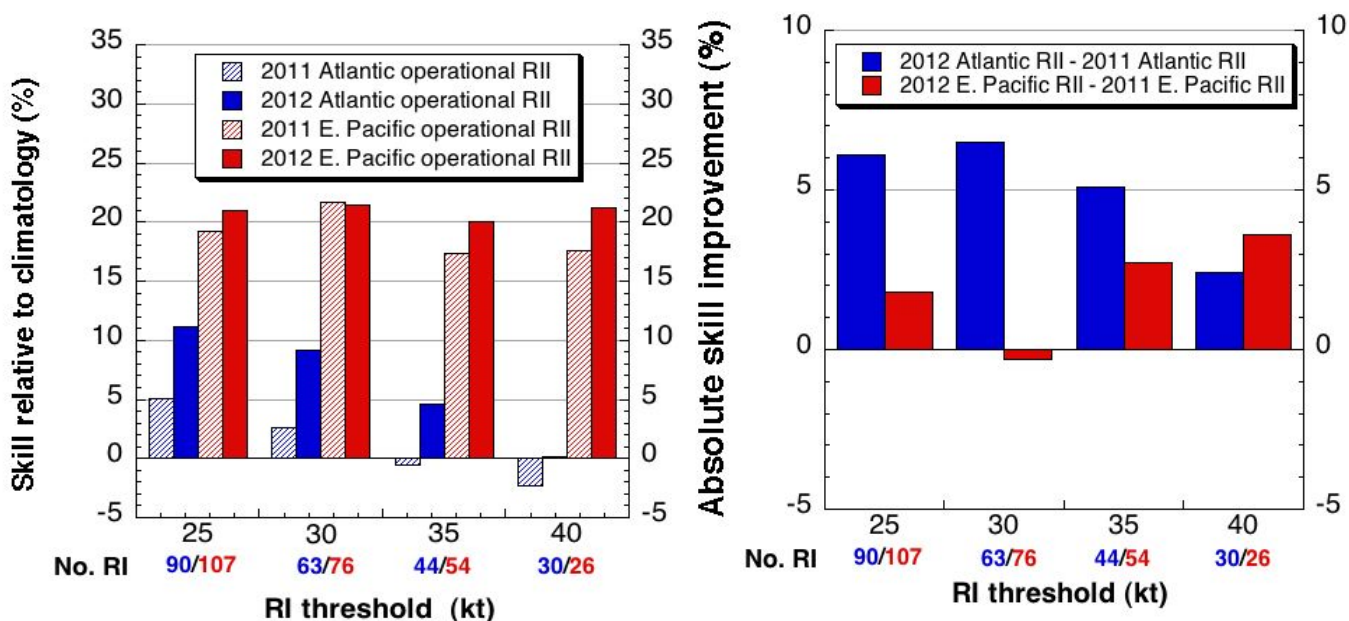 Skill relative to climatology (%)
35
30
25
20
15
10
5
0
-5
2011 Atlantic operational RII
2012 Atlantic operational RII
2011 E. Pacific operational RII
2012 E. Pacific operational RII
35
30
25
20
15
10
5
0
-5
25 30 35 40
No. RI 90/107 63/76 44/54 30/26
RI threshold (kt)
Absolute skill improvement (%)
10
5
0
-5
2012 Atlantic RII - 2011 Atlantic RII
2012 E. Pacific RII - 2011 E. Pacific RII
10
5
0
-5
25 30 35 40
No. RI 90/107 63/76 44/54 30/26
RI threshold (kt)